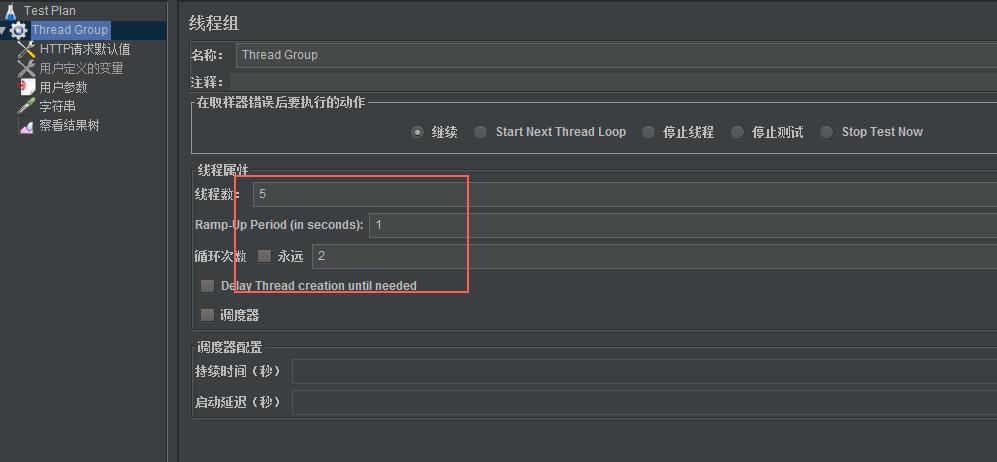 Test Plan
Thread Group
HTTP请求默认值
用户定义的变量
用户参数
字符串
察看结果树
线程组
名称： Thread Group
注释：
在取样器错误后要执行的动作
继续 Start Next Thread Loop 停止线程 停止测试 Stop Test Now
线程属性
线程数： 5
Ramp-Up Period (in seconds): 1
循环次数 永远 2
Delay Thread creation until needed
调度器
调度器配置
持续时间（秒）
启动延迟（秒）